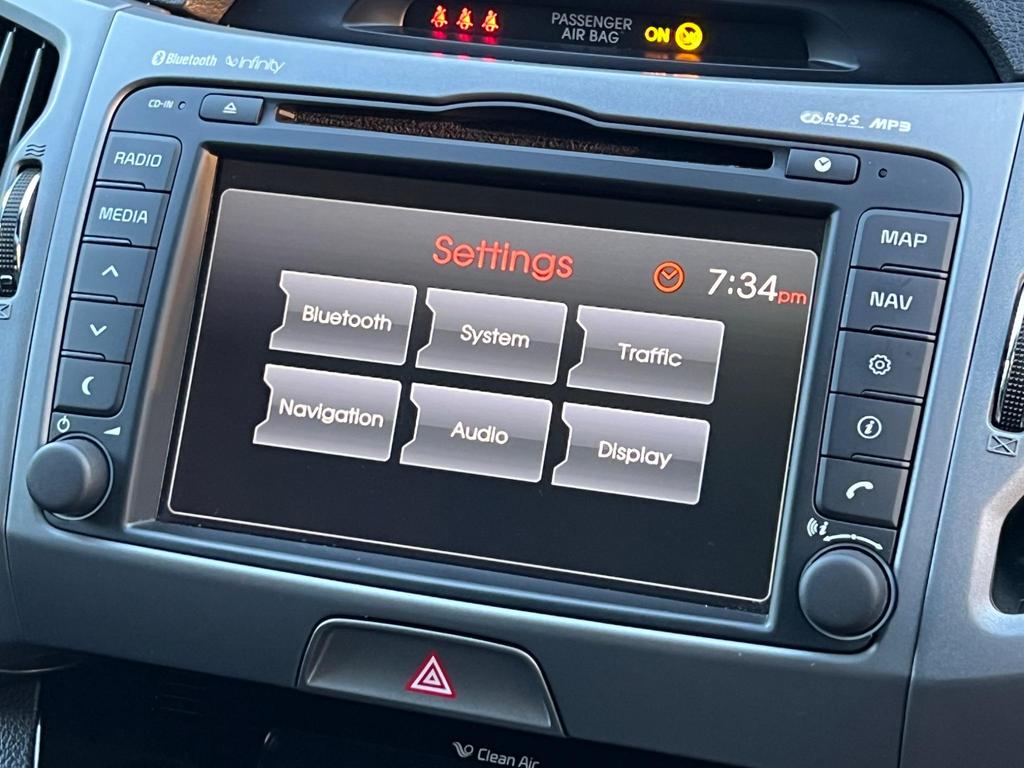 PASSENGER
AIR BAG
ON
Bluetooth
infinity
R·D·S
MP3
CD-IN
RADIO
MEDIA
MAP
NAV
Settings
7:34pm
Bluetooth
System
Traffic
Navigation
Audio
Display
Clean Air